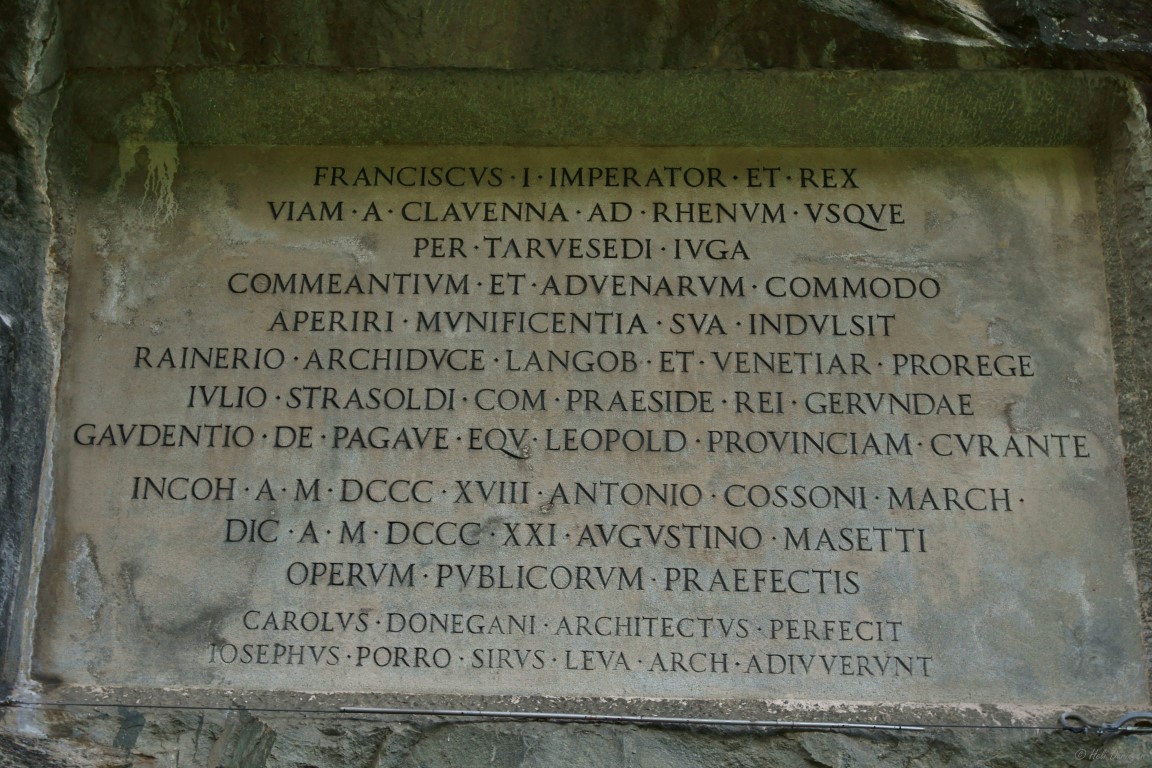 FRANCISCVS · I · IMPERATOR · ET · REX
VIAM · A · CLAVENNA · AD · RHENVM · VSQVE
PER · TARVESEDI · IVGA
COMMEANTIVM · ET · ADVENARVM · COMMODO
APERIRI · MVNIFICENTIA · SVA · INDVLSIT
RAINERIO · ARCHIDVCE · LANGOB · ET · VENETIAR · PROREGE
IVLIO · STRASOLDI · COM · PRAESIDE · REI · GERVNDAE
GAVDENTIO · DE · PAGAVE · EQV · LEOPOLD · PROVINCIAM · CVRANTE
INCOH · A · M · DCCC · XVIII · ANTONIO · COSSONI · MARCH ·
DIC · A · M · DCCC · XXI · AVGVSTINO · MASETTI
OPERVM · PVBLICORVM · PRAEFECTIS
CAROLVS · DONEGANI · ARCHITECTVS · PERFECIT
IOSEPHVS · PORRO · SIRVS · LEVA · ARCH · ADIVVERVNT